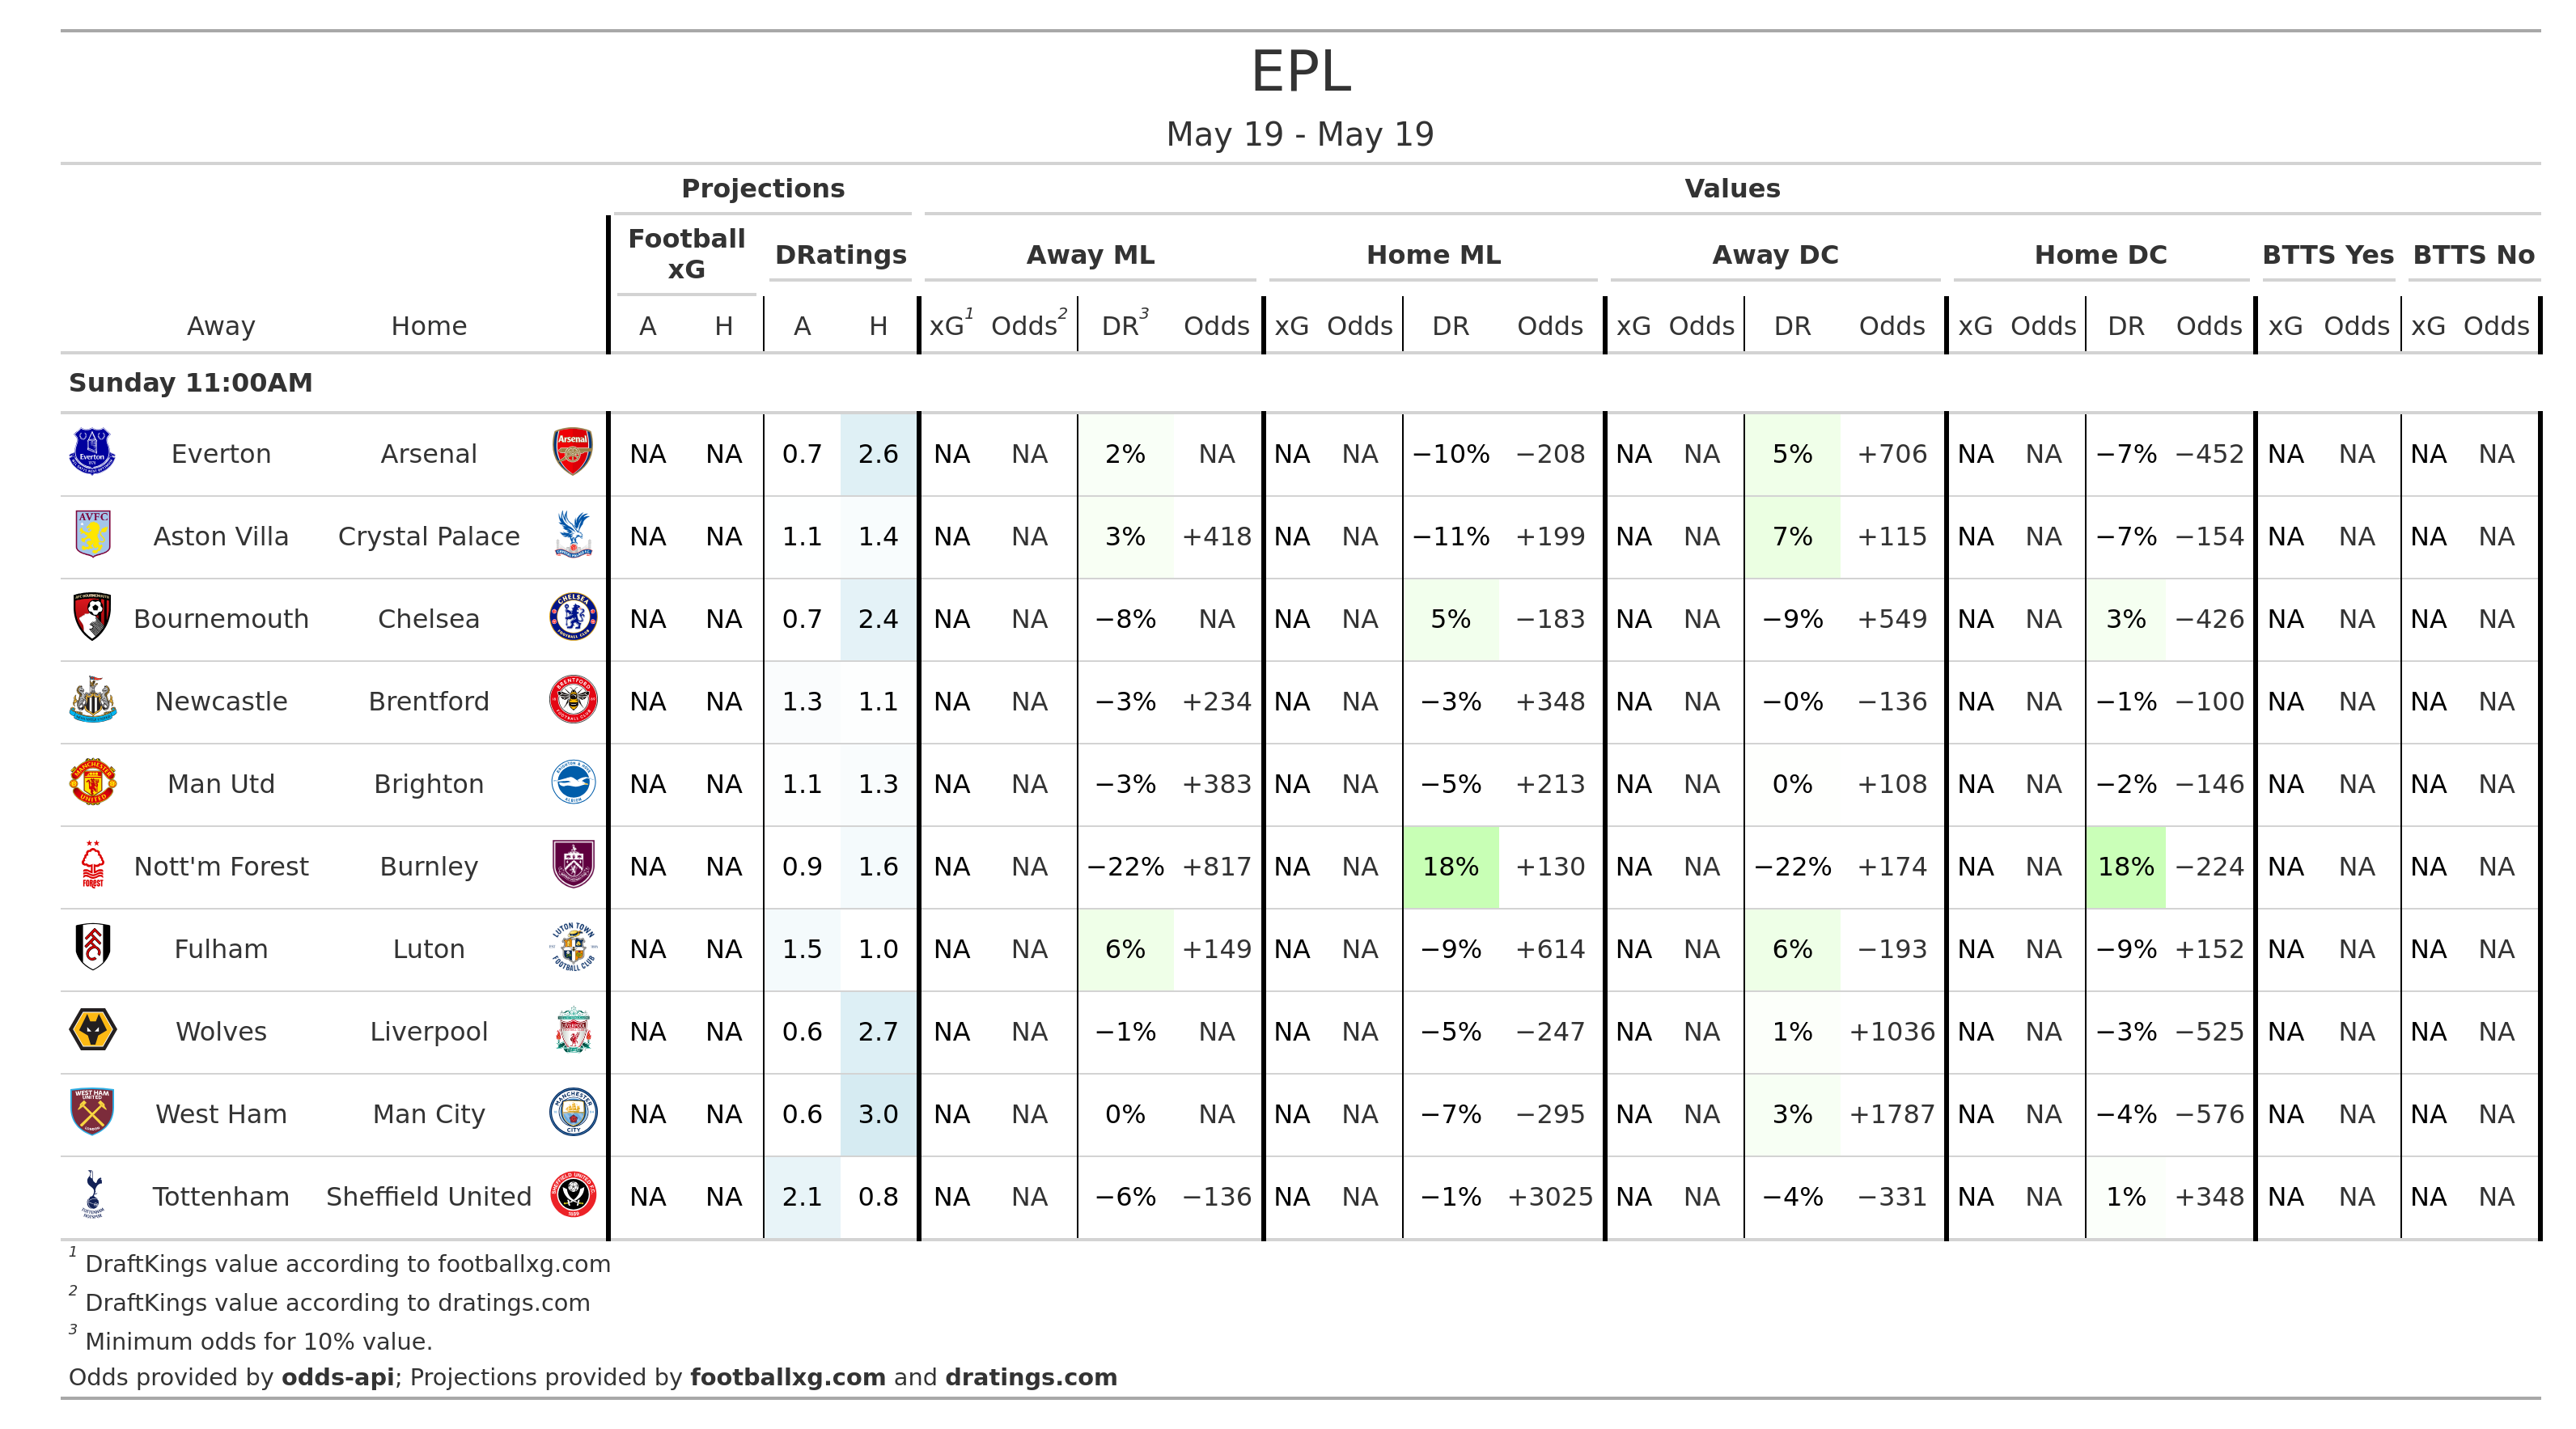 EPL
May 19 - May 19
Projections Values
Football xG DRatings Away ML Home ML Away DC Home DC BTTS Yes BTTS No
Away Home A H A H xG1 Odds2 DR3 Odds xG Odds DR Odds xG Odds DR Odds xG Odds DR Odds xG Odds xG Odds
Sunday 11:00AM
Everton Arsenal NA NA 0.7 2.6 NA NA 2% NA NA NA −10% −208 NA NA 5% +706 NA NA −7% −452 NA NA NA NA
Aston Villa Crystal Palace NA NA 1.1 1.4 NA NA 3% +418 NA NA −11% +199 NA NA 7% +115 NA NA −7% −154 NA NA NA NA
Bournemouth Chelsea NA NA 0.7 2.4 NA NA −8% NA NA NA 5% −183 NA NA −9% +549 NA NA 3% −426 NA NA NA NA
Newcastle Brentford NA NA 1.3 1.1 NA NA −3% +234 NA NA −3% +348 NA NA −0% −136 NA NA −1% −100 NA NA NA NA
Man Utd Brighton NA NA 1.1 1.3 NA NA −3% +383 NA NA −5% +213 NA NA 0% +108 NA NA −2% −146 NA NA NA NA
Nott'm Forest Burnley NA NA 0.9 1.6 NA NA −22% +817 NA NA 18% +130 NA NA −22% +174 NA NA 18% −224 NA NA NA NA
Fulham Luton NA NA 1.5 1.0 NA NA 6% +149 NA NA −9% +614 NA NA 6% −193 NA NA −9% +152 NA NA NA NA
Wolves Liverpool NA NA 0.6 2.7 NA NA −1% NA NA NA −5% −247 NA NA 1% +1036 NA NA −3% −525 NA NA NA NA
West Ham Man City NA NA 0.6 3.0 NA NA 0% NA NA NA −7% −295 NA NA 3% +1787 NA NA −4% −576 NA NA NA NA
Tottenham Sheffield United NA NA 2.1 0.8 NA NA −6% −136 NA NA −1% +3025 NA NA −4% −331 NA NA 1% +348 NA NA NA NA
1 DraftKings value according to footballxg.com
2 DraftKings value according to dratings.com
3 Minimum odds for 10% value.
Odds provided by odds-api; Projections provided by footballxg.com and dratings.com